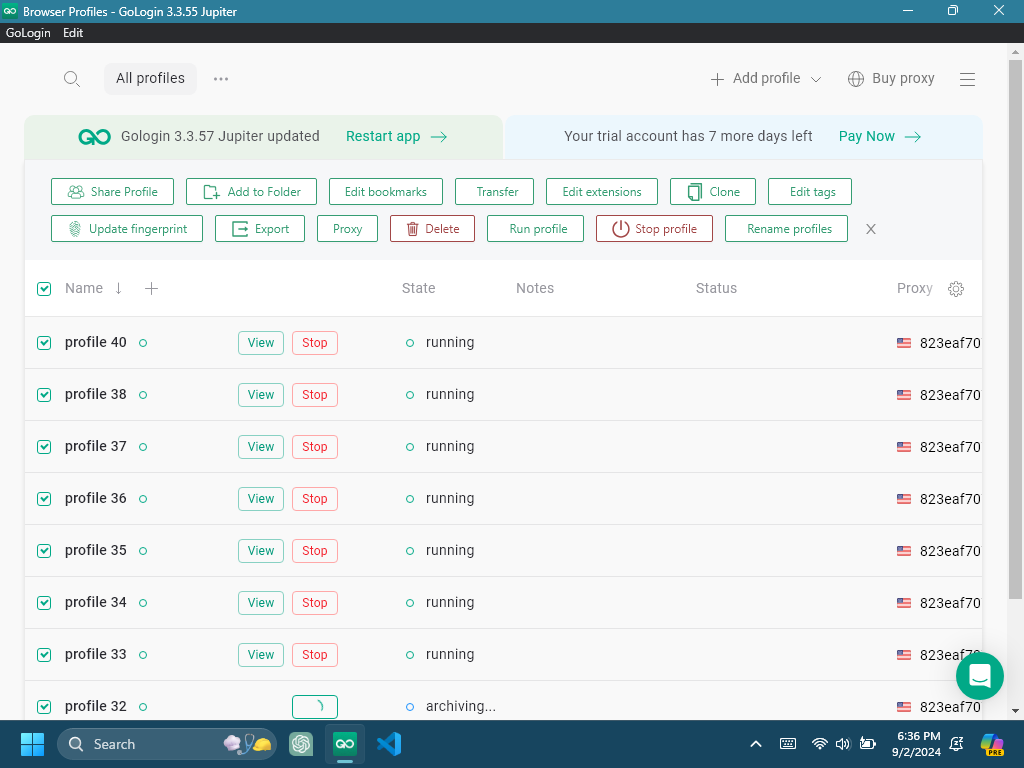 Browser Profiles - GoLogin 3.3.55 Jupiter
GoLogin Edit
All profiles
Add profile
Buy proxy
Gologin 3.3.57 Jupiter updated Restart app
Your trial account has 7 more days left Pay Now
Share Profile Add to Folder Edit bookmarks Transfer Edit extensions Clone Edit tags
Update fingerprint Export Proxy Delete Run profile Stop profile Rename profiles
Name State Notes Status Proxy
profile 40 View Stop running 823eaf70
profile 38 View Stop running 823eaf70
profile 37 View Stop running 823eaf70
profile 36 View Stop running 823eaf70
profile 35 View Stop running 823eaf70
profile 34 View Stop running 823eaf70
profile 33 View Stop running 823eaf70
profile 32 archiving... 823eaf70
Search
6:36 PM
9/2/2024
PRE